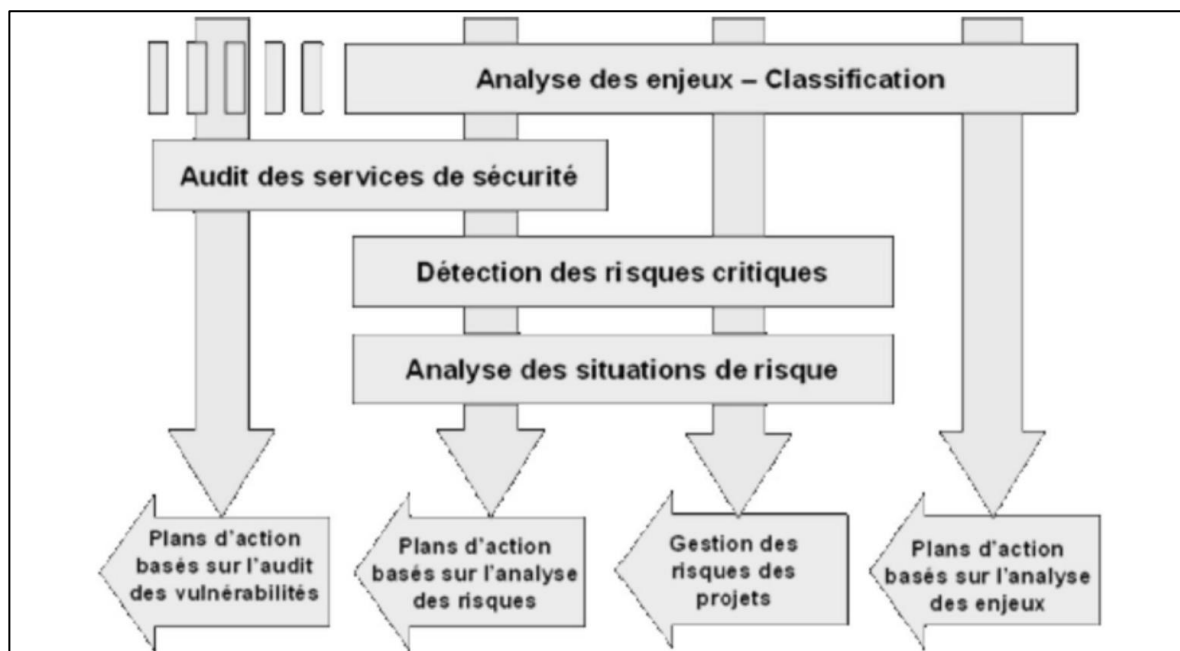 Analyse des enjeux – Classification
Audit des services de sécurité
Détection des risques critiques
Analyse des situations de risque
Plans d'action
basés sur l'audit
des vulnérabilités
Plans d'action
basés sur l'analyse
des risques
Gestion des
risques des
projets
Plans d'action
basés sur l'analyse
des enjeux